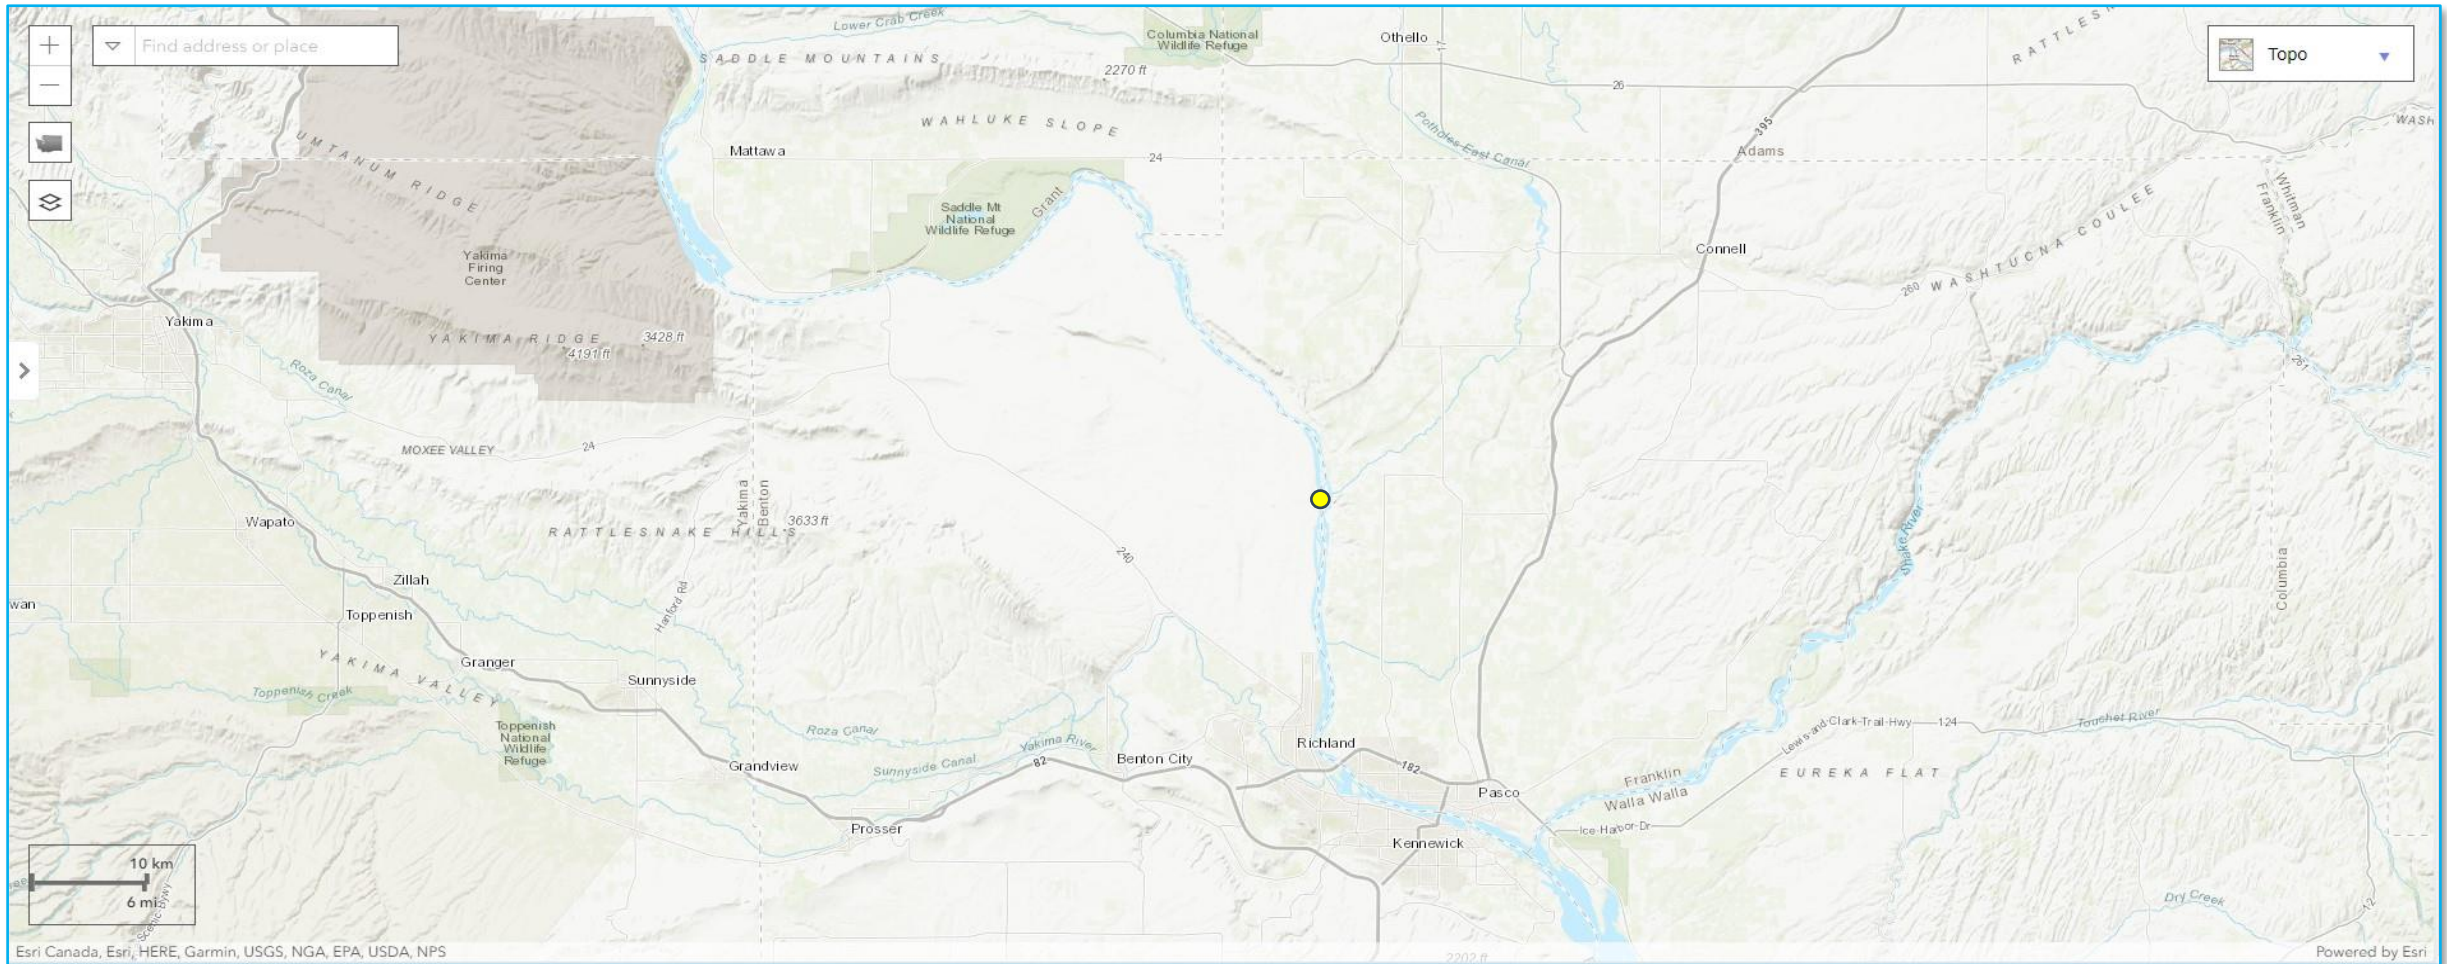 Find address or place
Topo
Lower Crab Creek
Columbia National
Wildlife Refuge
Othello
17
SADDLE MOUNTAINS
2270 ft
26
WAHLUKE SLOPE
Potholes East Canal
395
Adams
UMTANUM RIDGE
Mattawa
24
Saddle Mt
National
Wildlife Refuge
Grant
Whitman
Franklin
Connell
WASHTUCNA COULEE
260
Yakima
Firing
Center
Yakima
YAKIMA RIDGE
3428 ft
4191 ft
261
Roza Canal
MOXEE VALLEY
24
Yakima
Benton
Wapato
RATTLESNAKE HILLS
3633 ft
240
Snake River
Columbia
Zillah
Hanford Rd
wan
Toppenish
YAKIMA VALLEY
Granger
Sunnyside
Toppenish Creek
Toppenish
National
Wildlife
Refuge
Roza Canal
Yakima River
Richland
Lewis-and-Clark-Trail-Hwy
124
Touchet River
Grandview
Sunnyside Canal
82
Benton City
182
Franklin
Walla Walla
EUREKA FLAT
Pasco
Prosser
Ice-Harbor-Dr
Kennewick
10 km
6 mi
Dry Creek
12
Esri Canada, Esri, HERE, Garmin, USGS, NGA, EPA, USDA, NPS
2202 ft
Powered by Esri